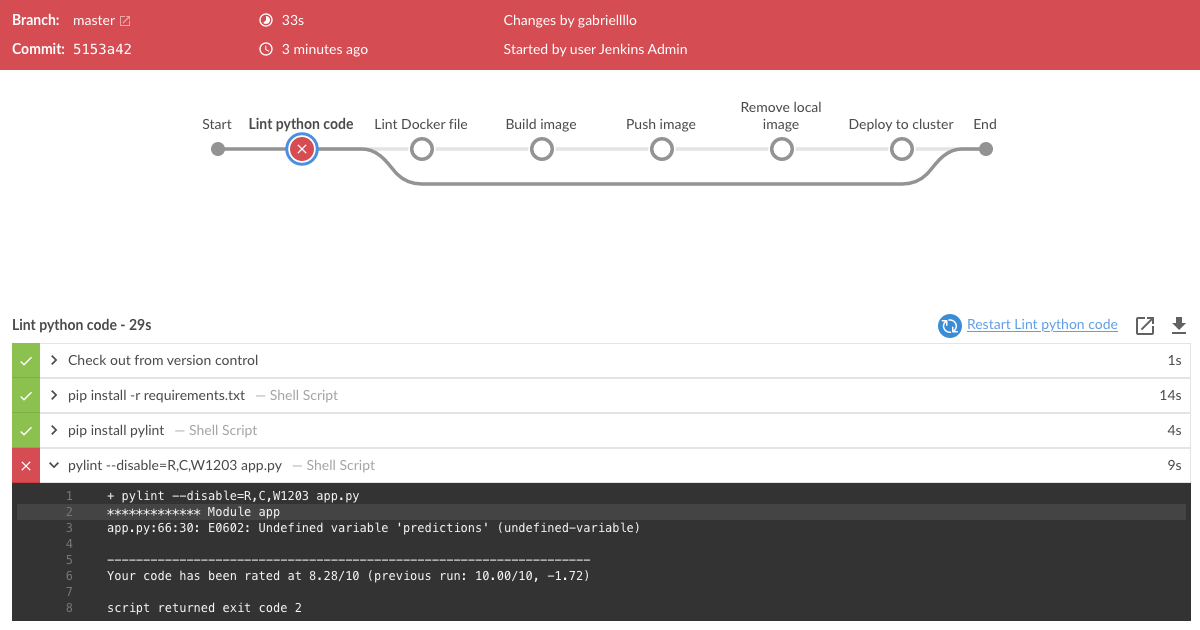 Branch: master 33s Changes by gabriellllo
Commit: 5153a42 3 minutes ago Started by user Jenkins Admin
Start Lint python code Lint Docker file Build image Push image Remove local image Deploy to cluster End
Lint python code - 29s Restart Lint python code
Check out from version control 1s
pip install -r requirements.txt — Shell Script 14s
pip install pylint — Shell Script 4s
pylint --disable=R,C,W1203 app.py — Shell Script 9s
1 + pylint --disable=R,C,W1203 app.py
2 ************* Module app
3 app.py:66:30: E0602: Undefined variable 'predictions' (undefined-variable)
4
5 -------------------------------------------------------------------
6 Your code has been rated at 8.28/10 (previous run: 10.00/10, -1.72)
7
8 script returned exit code 2